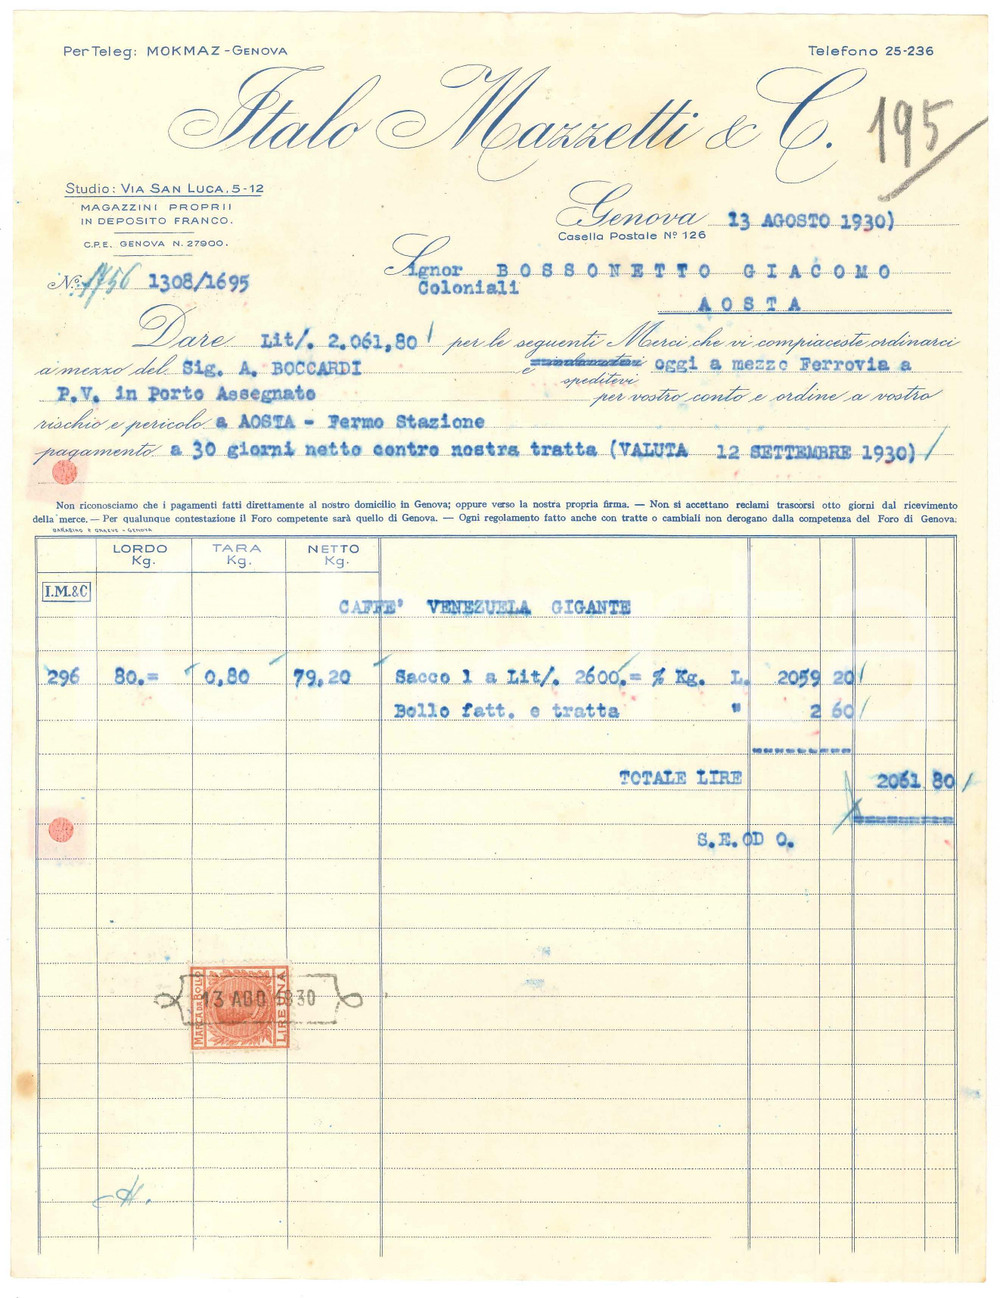 Per Teleg: MOKMAZ - GENOVA
Telefono 25-236
Italo Mazzetti & C.
195
Studio: VIA SAN LUCA, 5-12
MAGAZZINI PROPRII
IN DEPOSITO FRANCO.
C.P.E. GENOVA N. 27900.
Genova 13 AGOSTO 1930)
Casella Postale Nº 126
Nº 1756 1308/1695
Signor BOSSONETTO GIACOMO
Coloniali
AOSTA
Dare Lit/. 2.061,80 per le seguenti Merci che vi compiaceste ordinarci
a mezzo del Sig. A. BOCCARDI e speditevi oggi a mezzo Ferrovia a
P.V. in Porto Assegnato per vostro conto e ordine a vostro
rischio e pericolo a AOSTA - Fermo Stazione
pagamento a 30 giorni netto contro nostra tratta (VALUTA 12 SETTEMBRE 1930)
Non riconosciamo che i pagamenti fatti direttamente al nostro domicilio in Genova; oppure verso la nostra propria firma. — Non si accettano reclami trascorsi otto giorni dal ricevimento
della merce. — Per qualunque contestazione il Foro competente sarà quello di Genova. — Ogni regolamento fatto anche con tratte o cambiali non derogano dalla competenza del Foro di Genova.
BARABINO E GRAEVE - GENOVA
LORDO Kg. TARA Kg. NETTO Kg.
I.M.&C
CAFFE' VENEZUELA GIGANTE
296 80.= 0,80 79,20 Sacco 1 a Lit/. 2600.= % Kg. L. 2059 20
Bollo fatt. e tratta " 2 60
TOTALE LIRE 2061 80
S.E.OD O.
MARCA DA BOLLO
13 AGO 1930
LIRE UNA